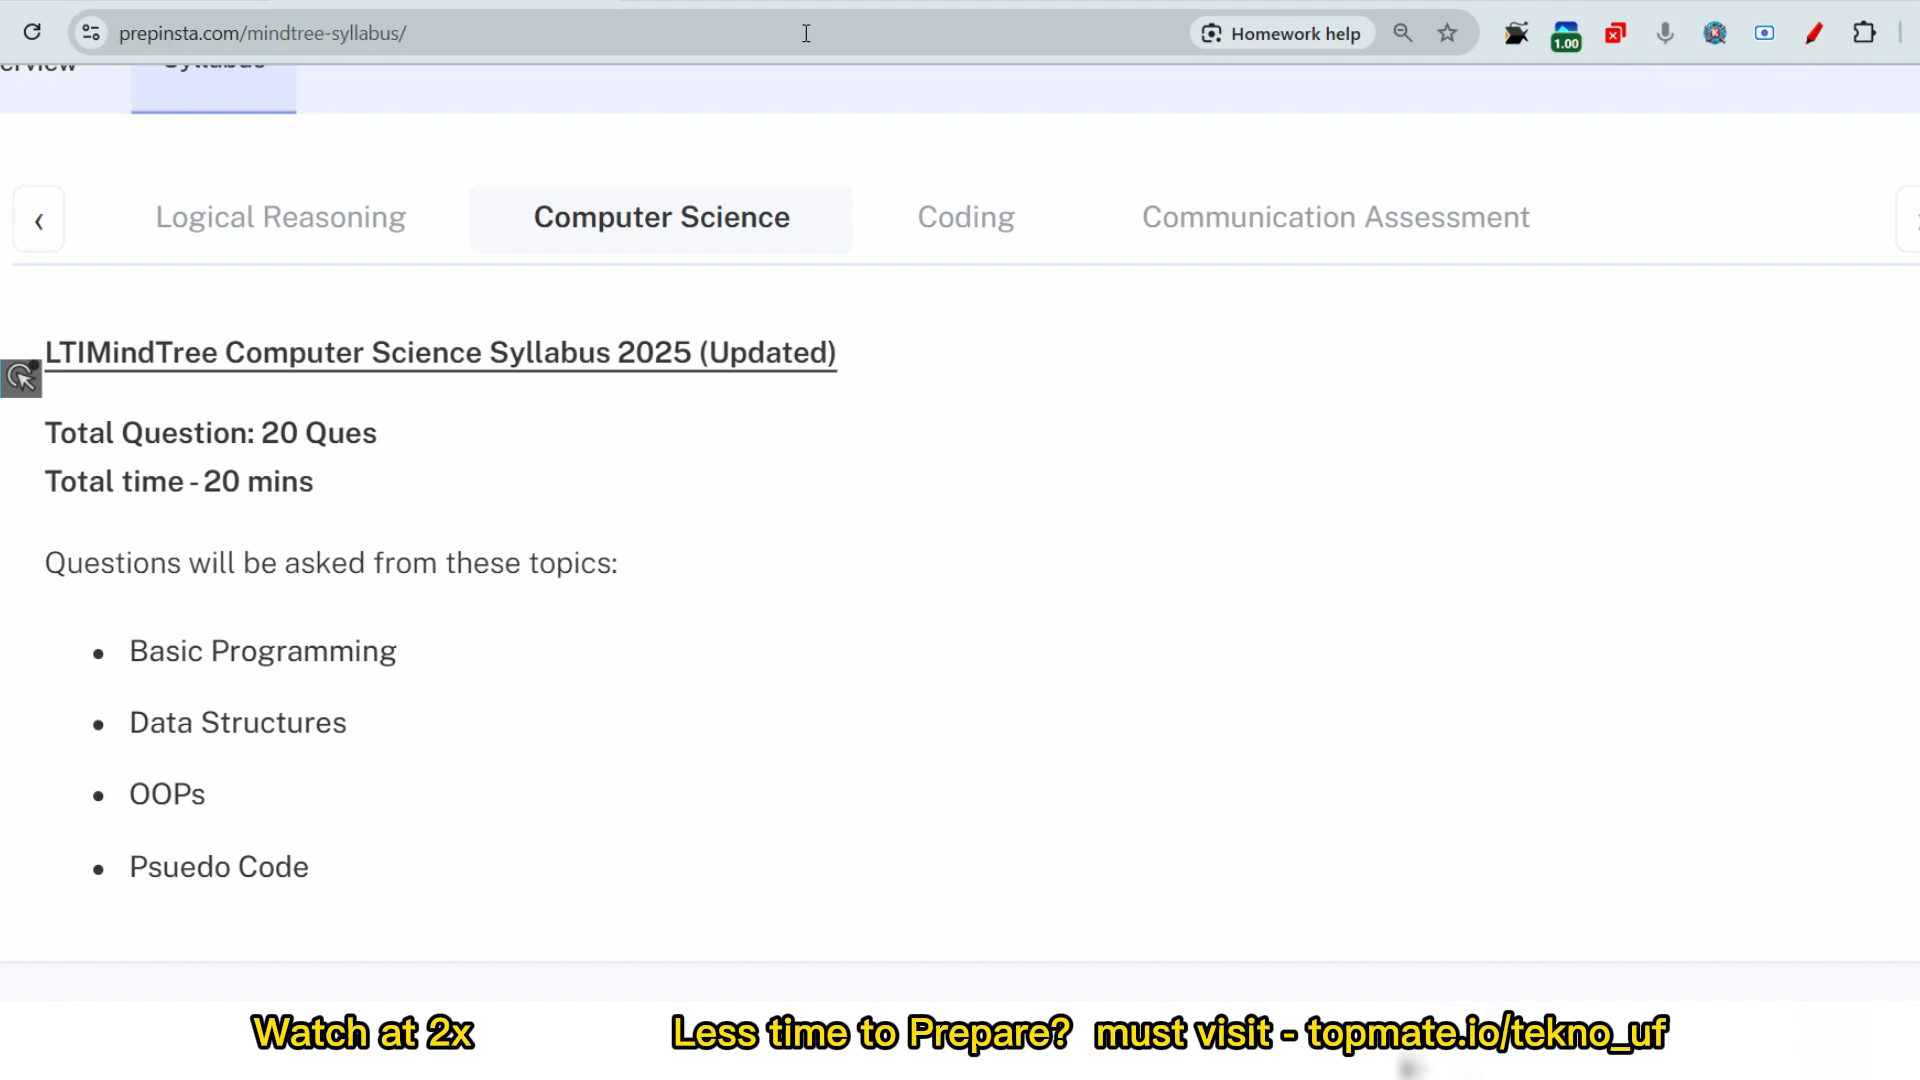 prepinsta.com/mindtree-syllabus/
Homework help
1.00
Syllabus
Logical Reasoning
Computer Science
Coding
Communication Assessment
LTIMindTree Computer Science Syllabus 2025 (Updated)
Total Question: 20 Ques
Total time - 20 mins
Questions will be asked from these topics:
Basic Programming
Data Structures
OOPs
Psuedo Code
Watch at 2x
Less time to Prepare? must visit - topmate.io/tekno_uf